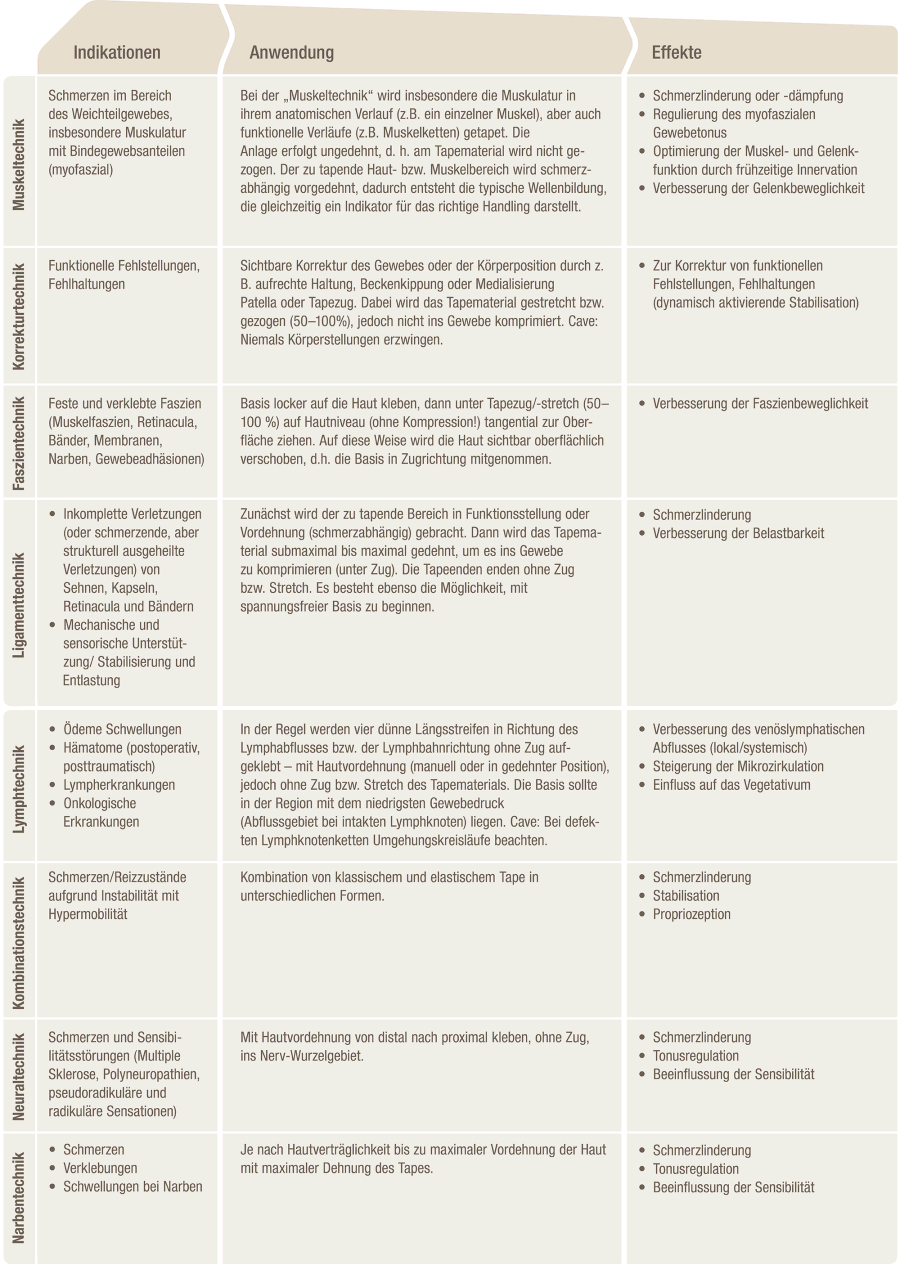 Indikationen
Anwendung
Effekte
Muskeltechnik
Schmerzen im Bereich
des Weichteilgewebes,
insbesondere Muskulatur
mit Bindegewebsanteilen
(myofaszial)
Bei der „Muskeltechnik“ wird insbesondere die Muskulatur in
ihrem anatomischen Verlauf (z.B. ein einzelner Muskel), aber auch
funktionelle Verläufe (z.B. Muskelketten) getapet. Die
Anlage erfolgt ungedehnt, d. h. am Tapematerial wird nicht ge-
zogen. Der zu tapende Haut- bzw. Muskelbereich wird schmerz-
abhängig vorgedehnt, dadurch entsteht die typische Wellenbildung,
die gleichzeitig ein Indikator für das richtige Handling darstellt.
• Schmerzlinderung oder -dämpfung
• Regulierung des myofaszialen
Gewebetonus
• Optimierung der Muskel- und Gelenk-
funktion durch frühzeitige Innervation
• Verbesserung der Gelenkbeweglichkeit
Korrekturtechnik
Funktionelle Fehlstellungen,
Fehlhaltungen
Sichtbare Korrektur des Gewebes oder der Körperposition durch z.
B. aufrechte Haltung, Beckenkippung oder Medialisierung
Patella oder Tapezug. Dabei wird das Tapematerial gestretcht bzw.
gezogen (50–100%), jedoch nicht ins Gewebe komprimiert. Cave:
Niemals Körperstellungen erzwingen.
• Zur Korrektur von funktionellen
Fehlstellungen, Fehlhaltungen
(dynamisch aktivierende Stabilisation)
Faszientechnik
Feste und verklebte Faszien
(Muskelfaszien, Retinacula,
Bänder, Membranen,
Narben, Gewebeadhäsionen)
Basis locker auf die Haut kleben, dann unter Tapezug/-stretch (50–
100 %) auf Hautniveau (ohne Kompression!) tangential zur Ober-
fläche ziehen. Auf diese Weise wird die Haut sichtbar oberflächlich
verschoben, d.h. die Basis in Zugrichtung mitgenommen.
• Verbesserung der Faszienbeweglichkeit
Ligamenttechnik
• Inkomplette Verletzungen
(oder schmerzende, aber
strukturell ausgeheilte
Verletzungen) von
Sehnen, Kapseln,
Retinacula und Bändern
• Mechanische und
sensorische Unterstüt-
zung/ Stabilisierung und
Entlastung
Zunächst wird der zu tapende Bereich in Funktionsstellung oder
Vordehnung (schmerzabhängig) gebracht. Dann wird das Tapema-
terial submaximal bis maximal gedehnt, um es ins Gewebe
zu komprimieren (unter Zug). Die Tapeenden enden ohne Zug
bzw. Stretch. Es besteht ebenso die Möglichkeit, mit
spannungsfreier Basis zu beginnen.
• Schmerzlinderung
• Verbesserung der Belastbarkeit
Lymphtechnik
• Ödeme Schwellungen
• Hämatome (postoperativ,
posttraumatisch)
• Lympherkrankungen
• Onkologische
Erkrankungen
In der Regel werden vier dünne Längsstreifen in Richtung des
Lymphabflusses bzw. der Lymphbahnrichtung ohne Zug auf-
geklebt – mit Hautvordehnung (manuell oder in gedehnter Position),
jedoch ohne Zug bzw. Stretch des Tapematerials. Die Basis sollte
in der Region mit dem niedrigsten Gewebedruck
(Abflussgebiet bei intakten Lymphknoten) liegen. Cave: Bei defek-
ten Lymphknotenketten Umgehungskreisläufe beachten.
• Verbesserung des venöslymphatischen
Abflusses (lokal/systemisch)
• Steigerung der Mikrozirkulation
• Einfluss auf das Vegetativum
Kombinationstechnik
Schmerzen/Reizzustände
aufgrund Instabilität mit
Hypermobilität
Kombination von klassischem und elastischem Tape in
unterschiedlichen Formen.
• Schmerzlinderung
• Stabilisation
• Propriozeption
Neuraltechnik
Schmerzen und Sensibi-
litätsstörungen (Multiple
Sklerose, Polyneuropathien,
pseudoradikuläre und
radikuläre Sensationen)
Mit Hautvordehnung von distal nach proximal kleben, ohne Zug,
ins Nerv-Wurzelgebiet.
• Schmerzlinderung
• Tonusregulation
• Beeinflussung der Sensibilität
Narbentechnik
• Schmerzen
• Verklebungen
• Schwellungen bei Narben
Je nach Hautverträglichkeit bis zu maximaler Vordehnung der Haut
mit maximaler Dehnung des Tapes.
• Schmerzlinderung
• Tonusregulation
• Beeinflussung der Sensibilität